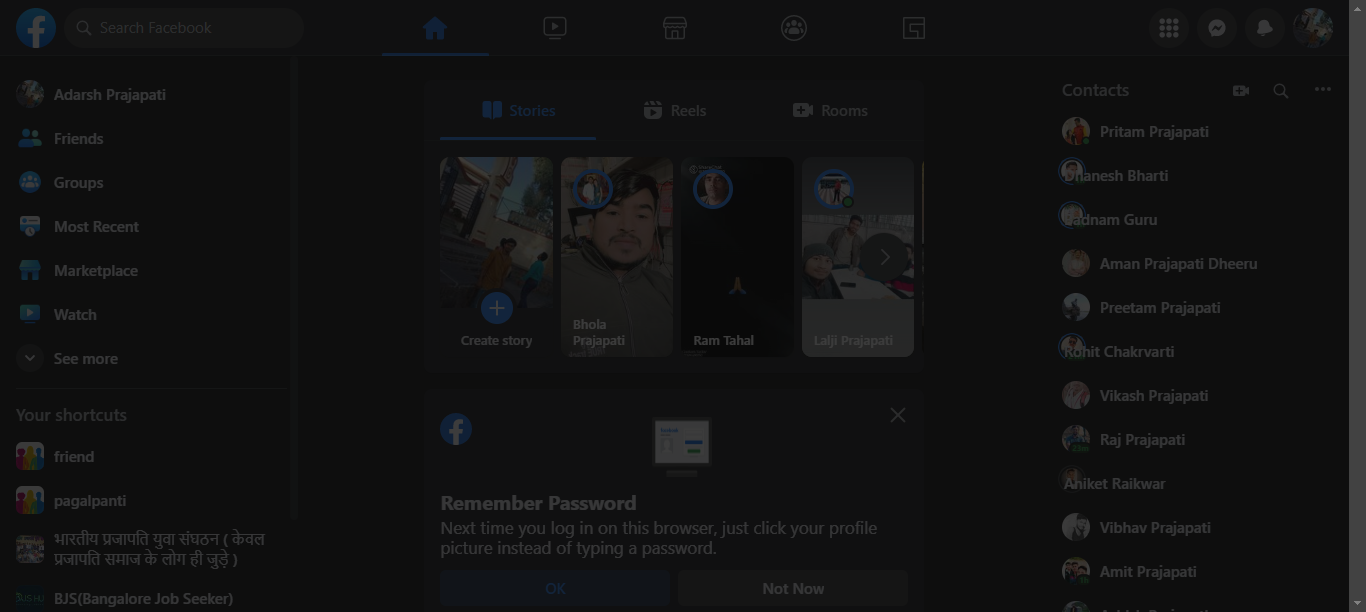 Search Facebook
Adarsh Prajapati
Friends
Groups
Most Recent
Marketplace
Watch
See more
Your shortcuts
friend
pagalpanti
भारतीय प्रजापति युवा संघठन ( केवल
प्रजापति समाज के लोग ही जुड़े )
BJS(Bangalore Job Seeker)
Stories
Reels
Rooms
Create story
Bhola
Prajapati
Ram Tahal
Lalji Prajapati
Remember Password
Next time you log in on this browser, just click your profile
picture instead of typing a password.
OK
Not Now
Contacts
Pritam Prajapati
Dhanesh Bharti
Badnam Guru
Aman Prajapati Dheeru
Preetam Prajapati
Rohit Chakrvarti
Vikash Prajapati
Raj Prajapati
Aniket Raikwar
Vibhav Prajapati
Amit Prajapati